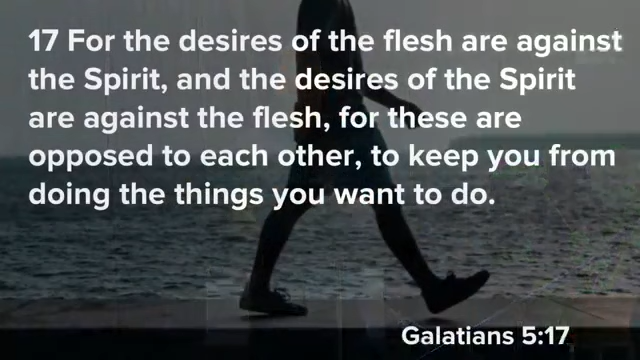 17 For the desires of the flesh are against
the Spirit, and the desires of the Spirit
are against the flesh, for these are
opposed to each other, to keep you from
doing the things you want to do.
Galatians 5:17